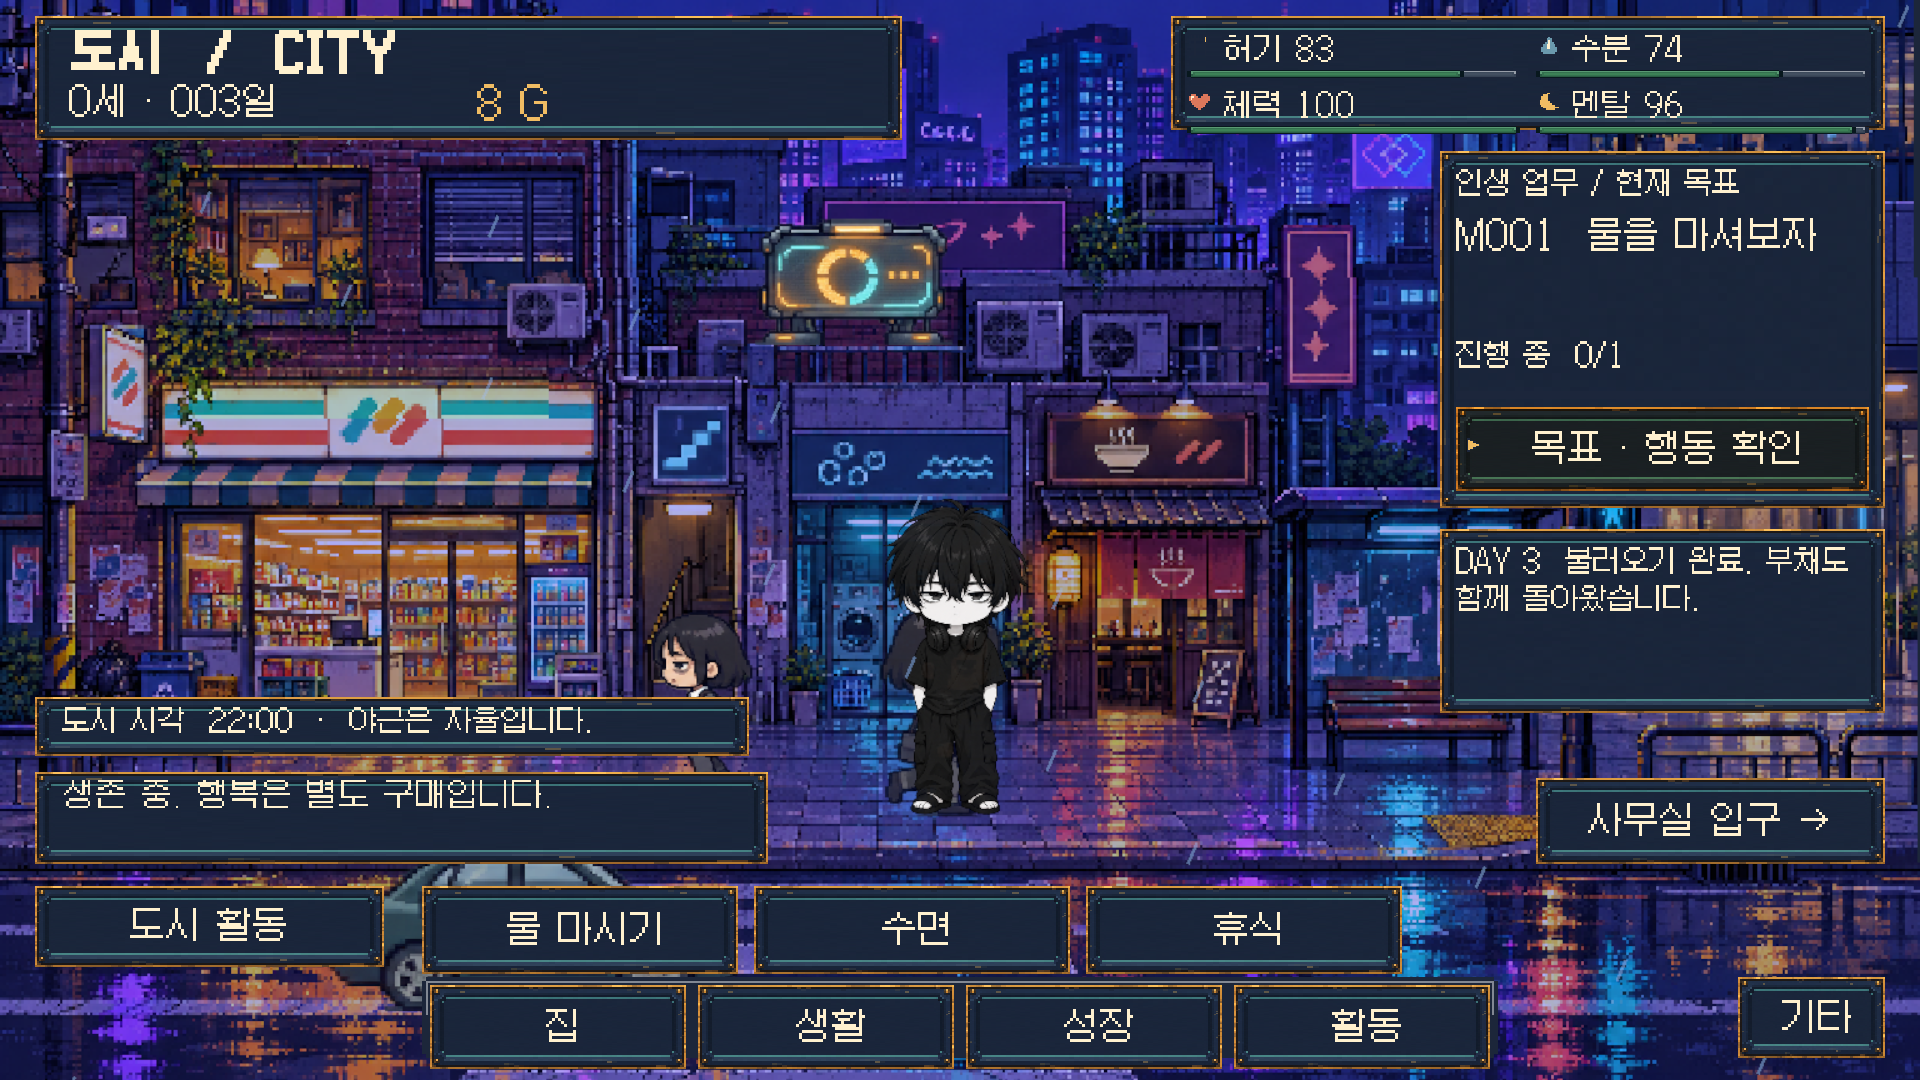 도시 / CITY
0세 · 003일 8 G
허기 83 수분 74
체력 100 멘탈 96
인생 업무 / 현재 목표
M001 물을 마셔보자
진행 중 0/1
목표 · 행동 확인
DAY 3 불러오기 완료. 부채도
함께 돌아왔습니다.
도시 시각 22:00 · 야근은 자율입니다.
생존 중. 행복은 별도 구매입니다.
사무실 입구 →
도시 활동 물 마시기 수면 휴식
집 생활 성장 활동 기타